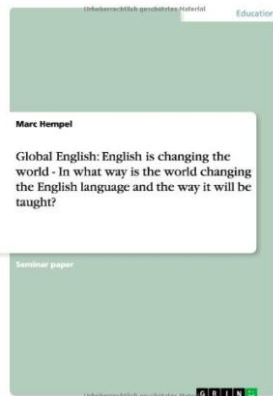 Urheberrechtlich geschütztes Material
Education
Marc Hempel
Global English: English is changing the
world - In what way is the world changing
the English language and the way it will be
taught?
Seminar paper
GRIN
Urheberrechtlich geschütztes Material